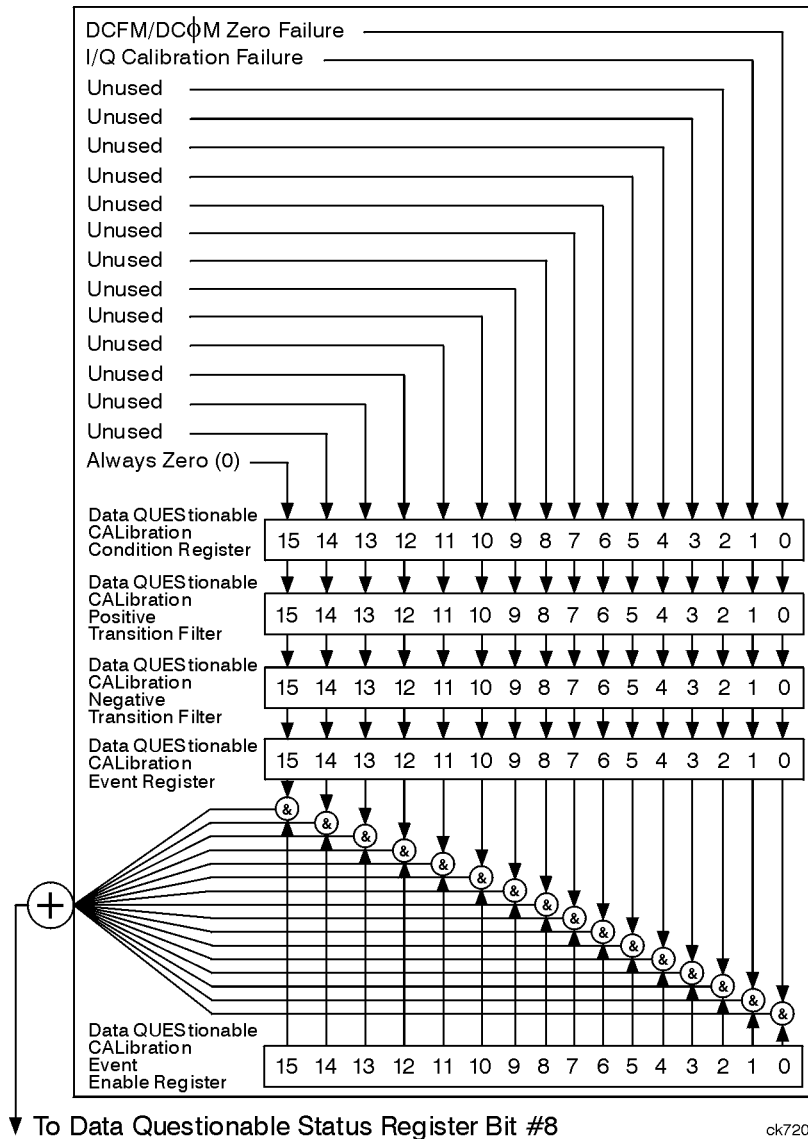 DCFM/DCϕM Zero Failure
I/Q Calibration Failure
Unused
Unused
Unused
Unused
Unused
Unused
Unused
Unused
Unused
Unused
Unused
Unused
Unused
Always Zero (0)
Data QUEStionable
CALibration
Condition Register
15 14 13 12 11 10 9 8 7 6 5 4 3 2 1 0
Data QUEStionable
CALibration
Positive
Transition Filter
15 14 13 12 11 10 9 8 7 6 5 4 3 2 1 0
Data QUEStionable
CALibration
Negative
Transition Filter
15 14 13 12 11 10 9 8 7 6 5 4 3 2 1 0
Data QUEStionable
CALibration
Event Register
15 14 13 12 11 10 9 8 7 6 5 4 3 2 1 0
& & & & & & & & & & & & & & & &
+
Data QUEStionable
CALibration
Event
Enable Register
15 14 13 12 11 10 9 8 7 6 5 4 3 2 1 0
To Data Questionable Status Register Bit #8
ck720